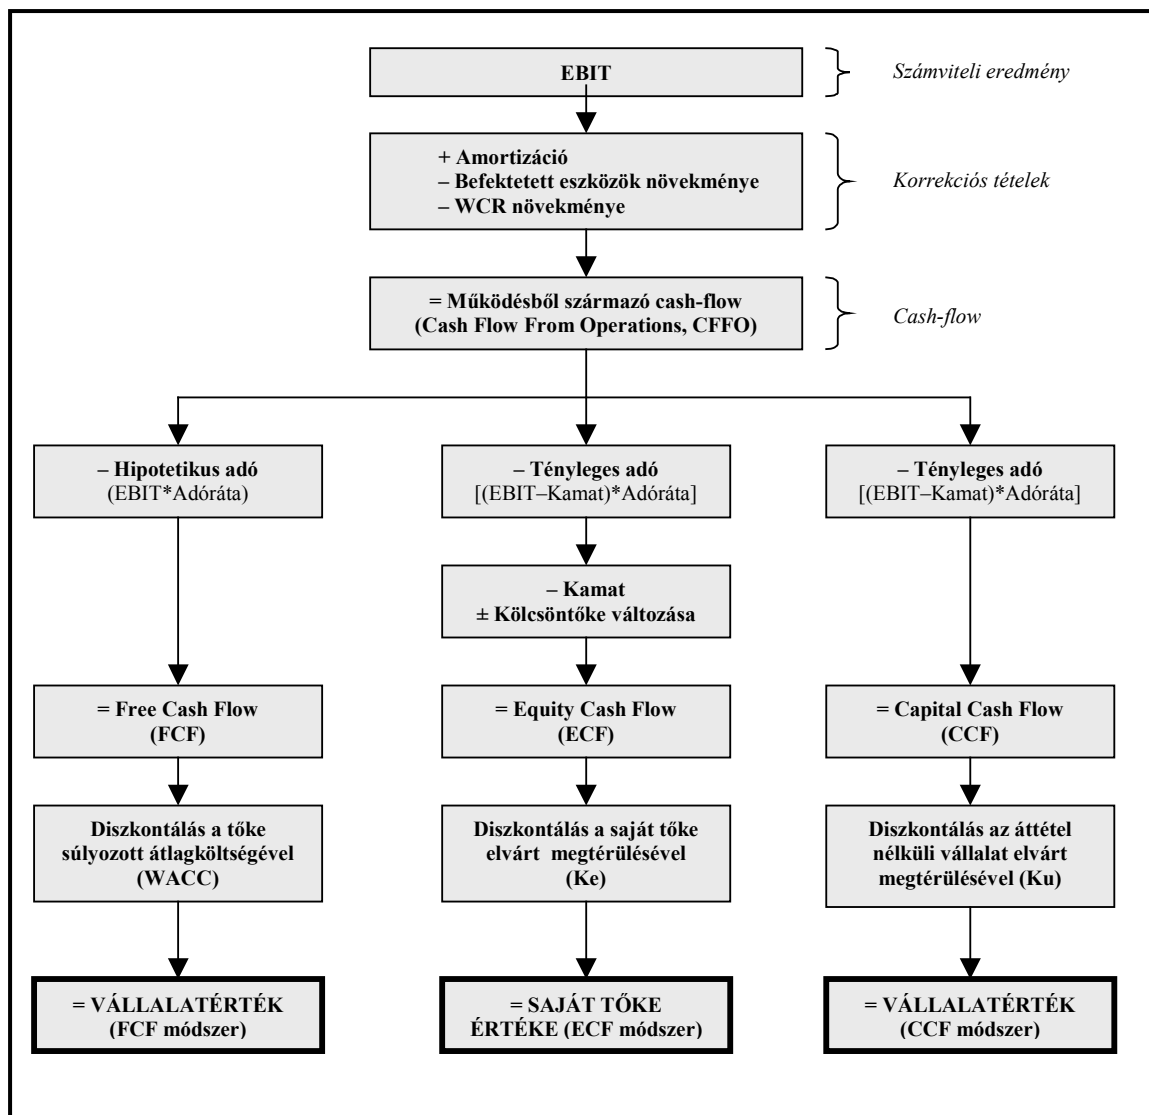 EBIT
Számviteli eredmény
+ Amortizáció
– Befektetett eszközök növekménye
– WCR növekménye
Korrekciós tételek
= Működésből származó cash-flow
(Cash Flow From Operations, CFFO)
Cash-flow
– Hipotetikus adó
(EBIT*Adóráta)
– Tényleges adó
[(EBIT–Kamat)*Adóráta]
– Tényleges adó
[(EBIT–Kamat)*Adóráta]
– Kamat
± Kölcsöntőke változása
= Free Cash Flow
(FCF)
= Equity Cash Flow
(ECF)
= Capital Cash Flow
(CCF)
Diszkontálás a tőke
súlyozott átlagköltségével
(WACC)
Diszkontálás a saját tőke
elvárt megtérülésével
(Ke)
Diszkontálás az áttétel
nélküli vállalat elvárt
megtérülésével (Ku)
= VÁLLALATÉRTÉK
(FCF módszer)
= SAJÁT TŐKE
ÉRTÉKE (ECF módszer)
= VÁLLALATÉRTÉK
(CCF módszer)